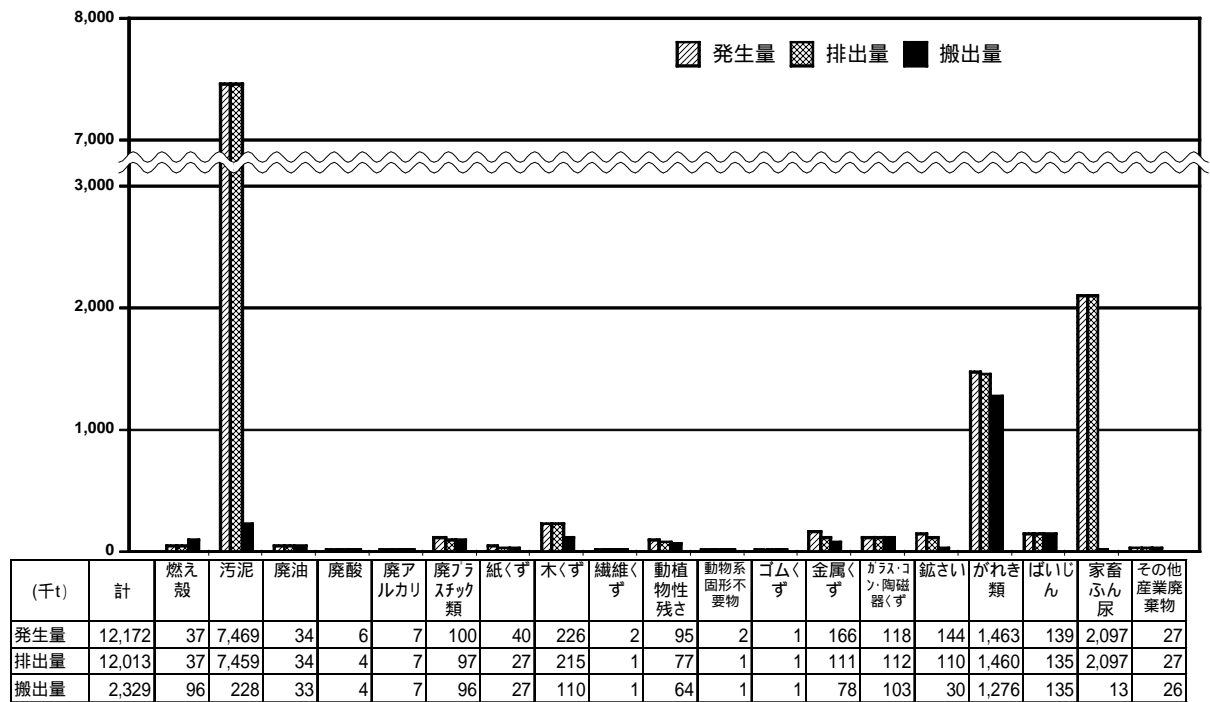 8,000
発生量 排出量 搬出量
7,000
3,000
2,000
1,000
0
(千t) 計 燃え殻 汚泥 廃油 廃酸 廃アルカリ 廃プラスチック類 紙くず 木くず 繊維くず 動植物性残さ 動物系固形不要物 ゴムくず 金属くず ガラス・コン・陶磁器くず 鉱さい がれき類 ばいじん 家畜ふん尿 その他産業廃棄物
発生量 12,172 37 7,469 34 6 7 100 40 226 2 95 2 1 166 118 144 1,463 139 2,097 27
排出量 12,013 37 7,459 34 4 7 97 27 215 1 77 1 1 111 112 110 1,460 135 2,097 27
搬出量 2,329 96 228 33 4 7 96 27 110 1 64 1 1 78 103 30 1,276 135 13 26